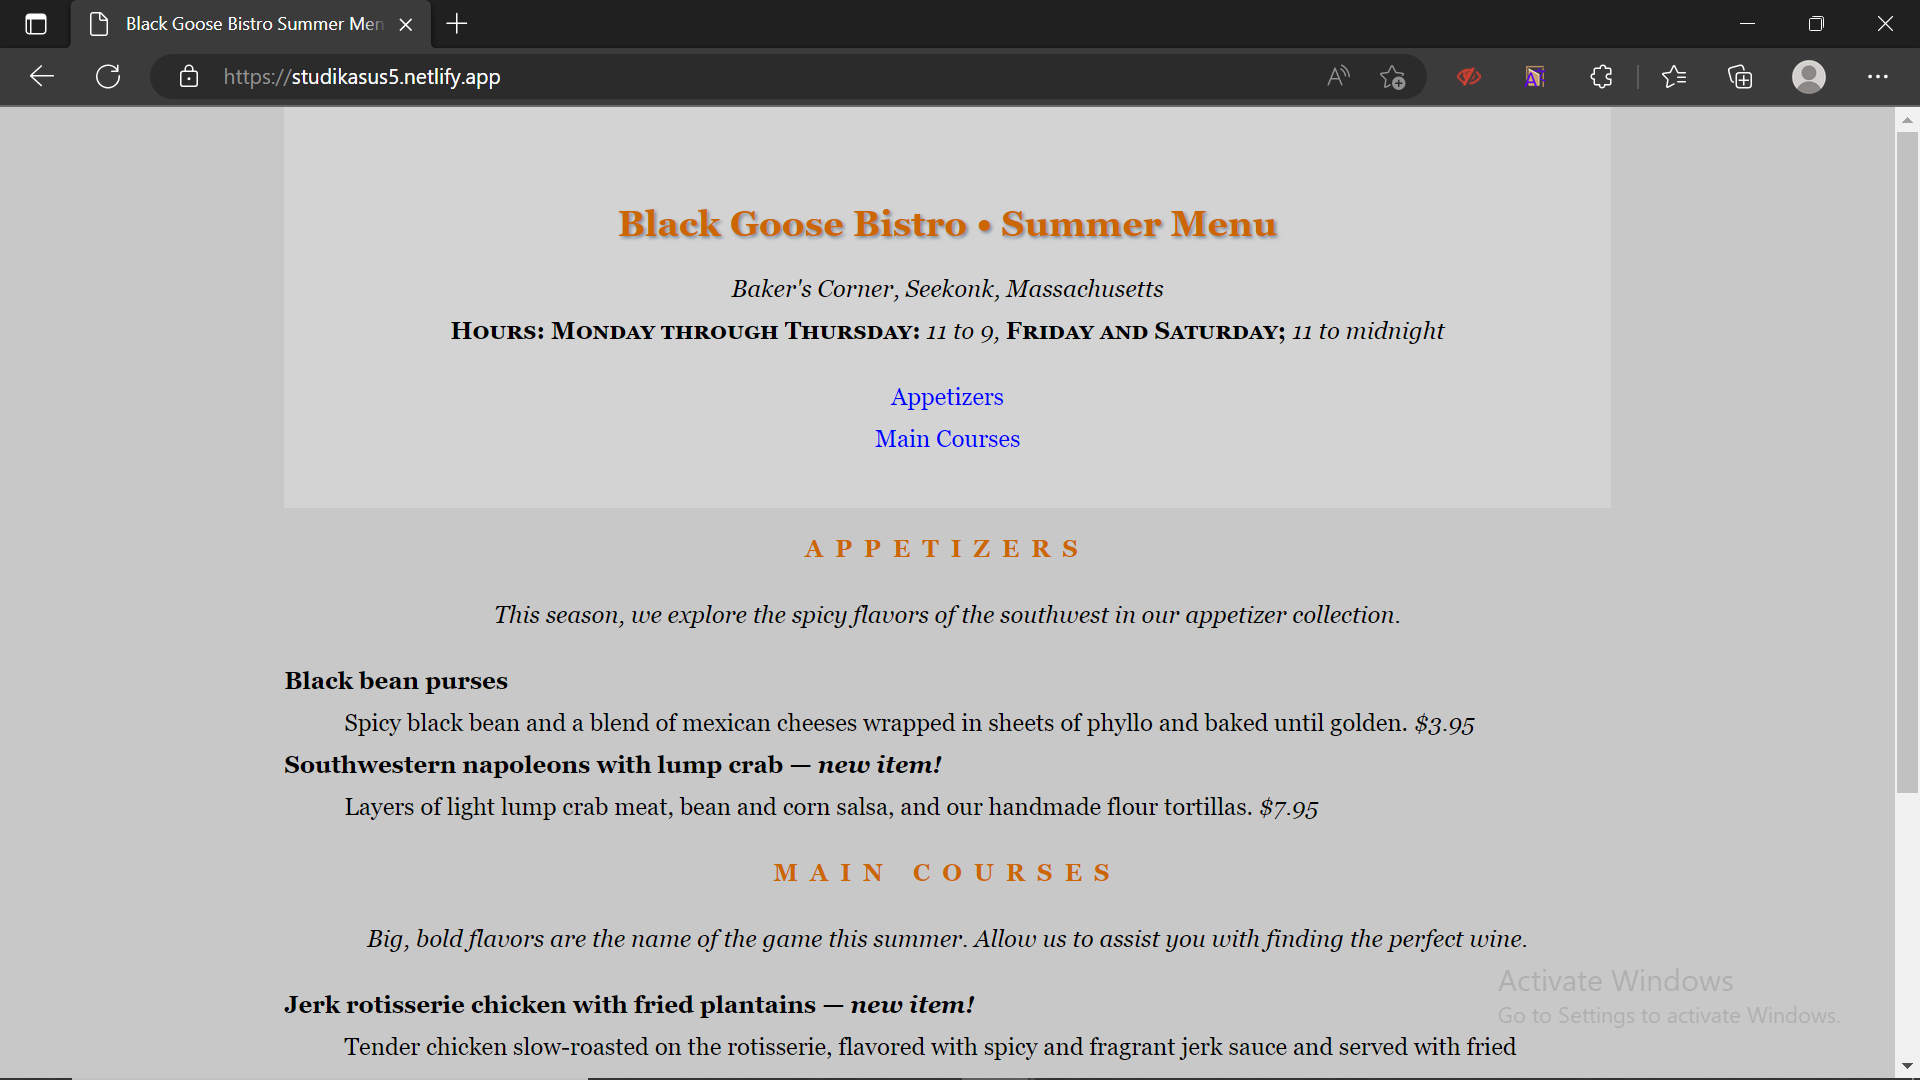 Black Goose Bistro Summer Men
https://studikasus5.netlify.app
Black Goose Bistro • Summer Menu
Baker's Corner, Seekonk, Massachusetts
Hours: Monday through Thursday: 11 to 9, Friday and Saturday; 11 to midnight
Appetizers
Main Courses
APPETIZERS
This season, we explore the spicy flavors of the southwest in our appetizer collection.
Black bean purses
Spicy black bean and a blend of mexican cheeses wrapped in sheets of phyllo and baked until golden. $3.95
Southwestern napoleons with lump crab — new item!
Layers of light lump crab meat, bean and corn salsa, and our handmade flour tortillas. $7.95
MAIN COURSES
Big, bold flavors are the name of the game this summer. Allow us to assist you with finding the perfect wine.
Activate Windows
Jerk rotisserie chicken with fried plantains — new item!
Go to Settings to activate Windows.
Tender chicken slow-roasted on the rotisserie, flavored with spicy and fragrant jerk sauce and served with fried